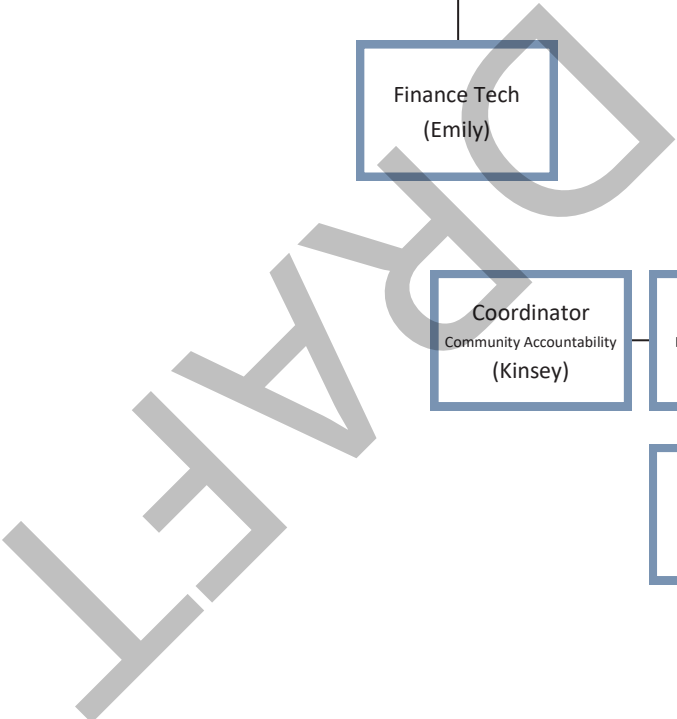 Finance Tech
(Emily)
Coordinator
Community Accountability
(Kinsey)
DRAFT